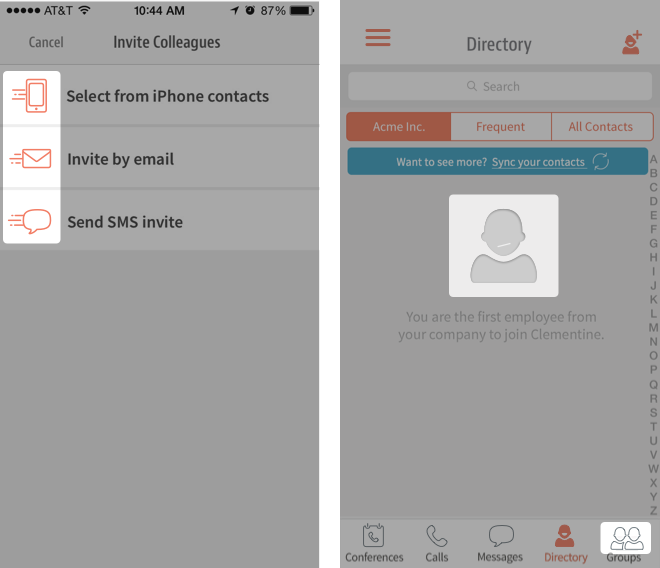 AT&T 10:44 AM 87%
Cancel Invite Colleagues
Select from iPhone contacts
Invite by email
Send SMS invite
Directory
Search
Acme Inc. Frequent All Contacts
Want to see more? Sync your contacts
You are the first employee from
your company to join Clementine.
A
B
C
D
E
F
G
H
I
J
K
L
M
N
O
P
Q
R
S
T
U
V
W
X
Y
Z
Conferences Calls Messages Directory Groups